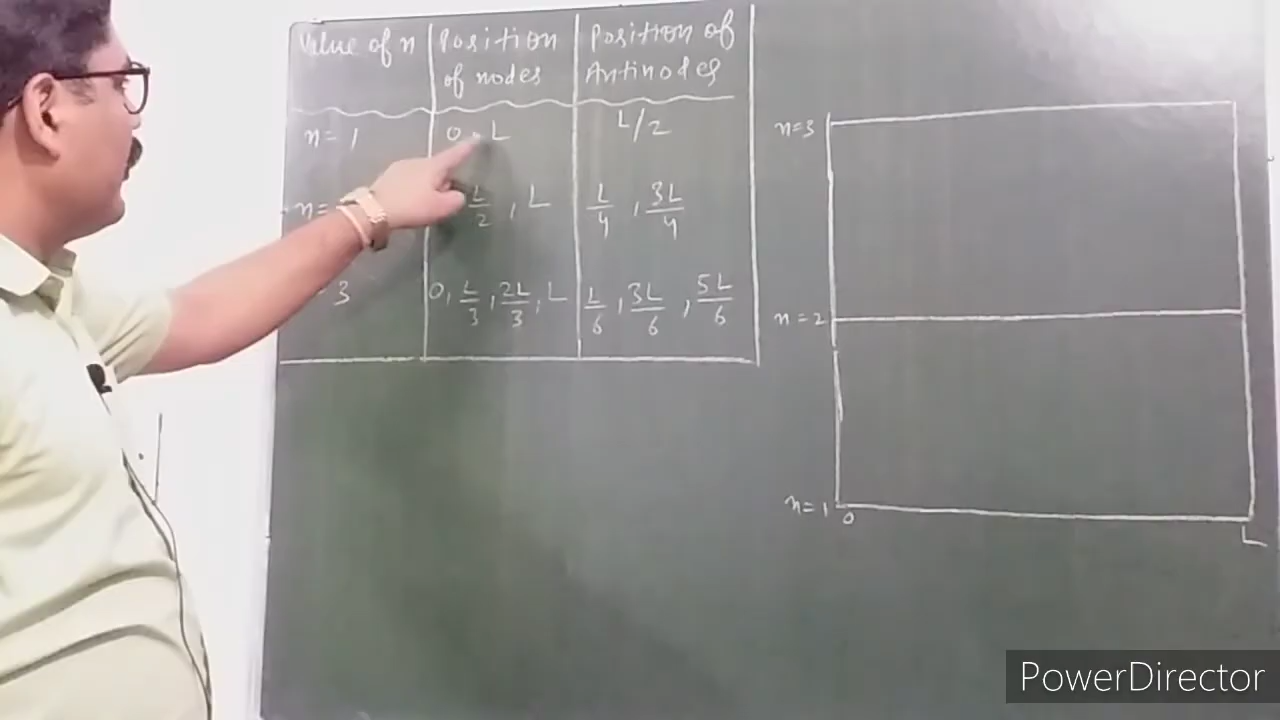 Value of n | Position of nodes | Position of Antinodes
n = 1 | 0, L | L/2
n = | L/2, L | L/4, 3L/4
3 | 0, L/3, 2L/3, L | L/6, 3L/6, 5L/6
n=3
n = 2
n = 1
0
L
PowerDirector